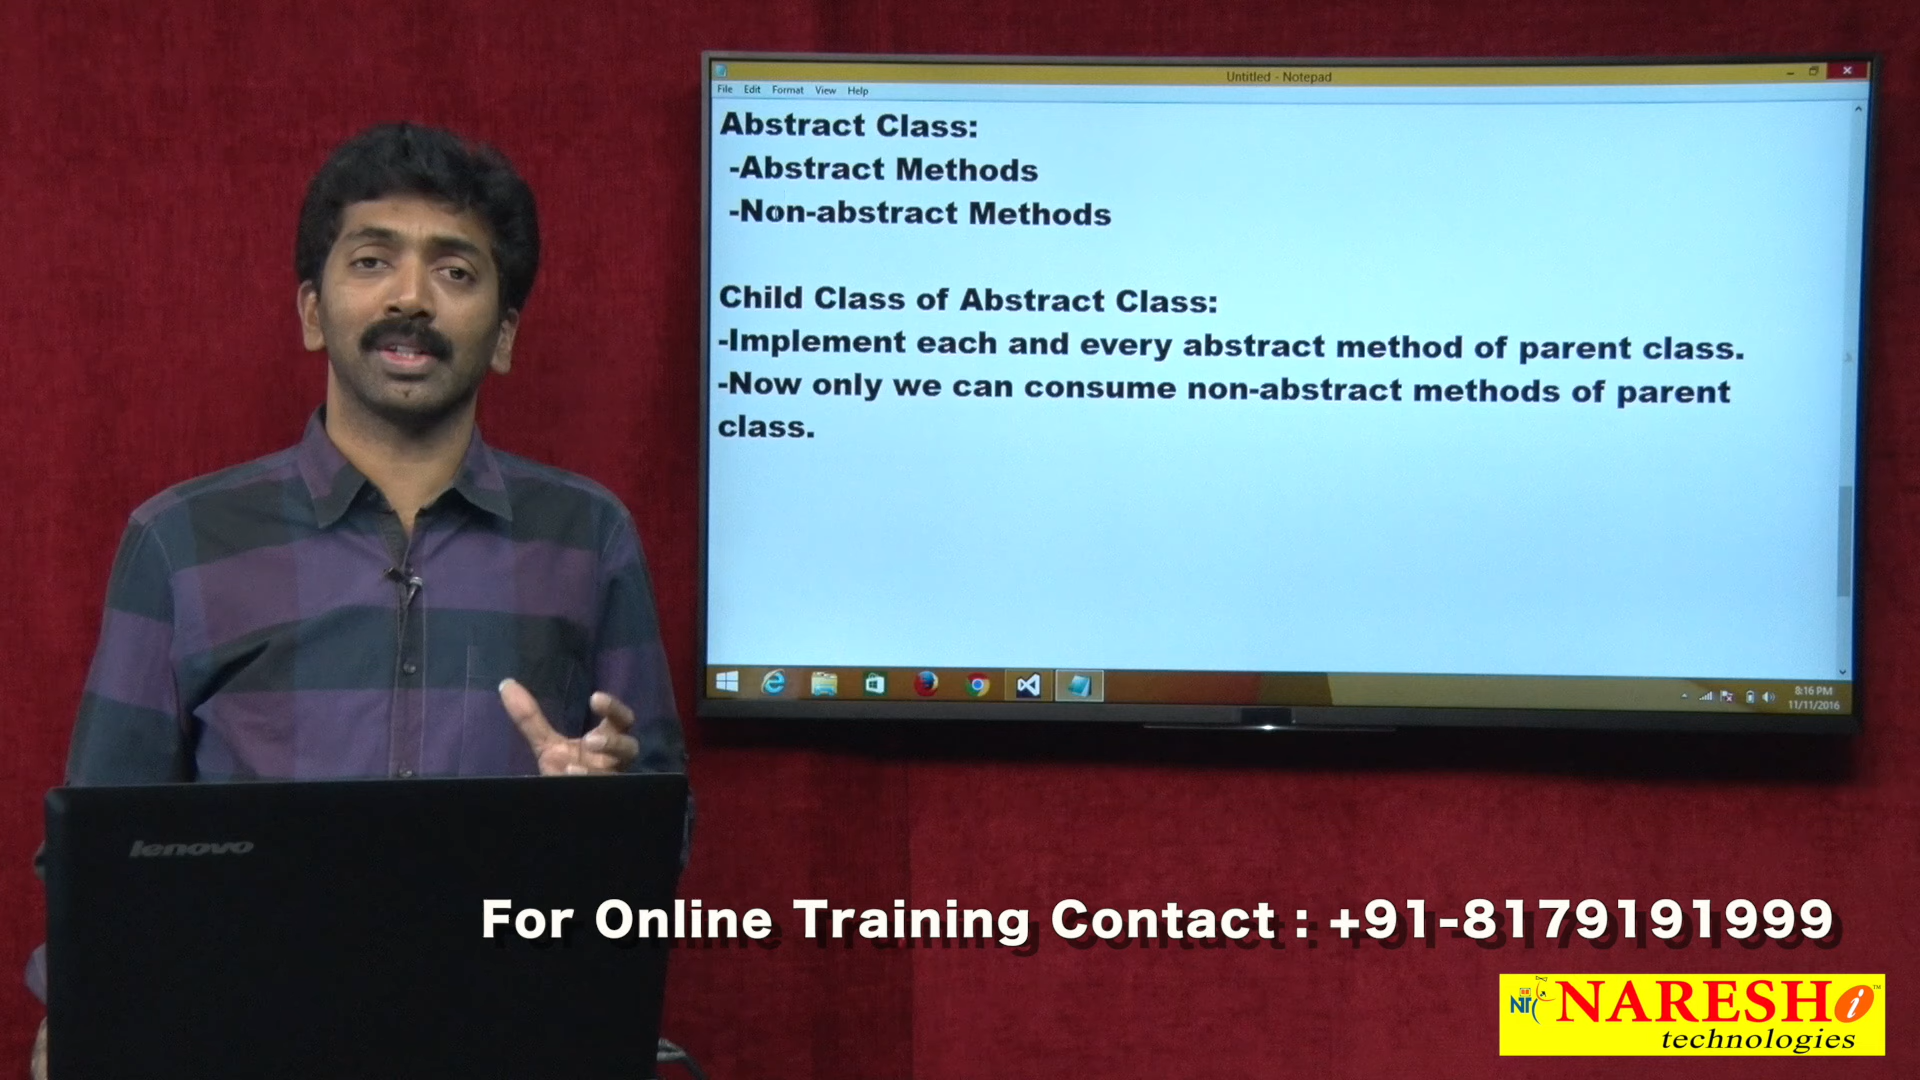 Untitled - Notepad
File Edit Format View Help
Abstract Class:
-Abstract Methods
-Non-abstract Methods
Child Class of Abstract Class:
-Implement each and every abstract method of parent class.
-Now only we can consume non-abstract methods of parent
class.
8:16 PM
11/11/2016
lenovo
For Online Training Contact : +91-8179191999
NARESH i TM
technologies